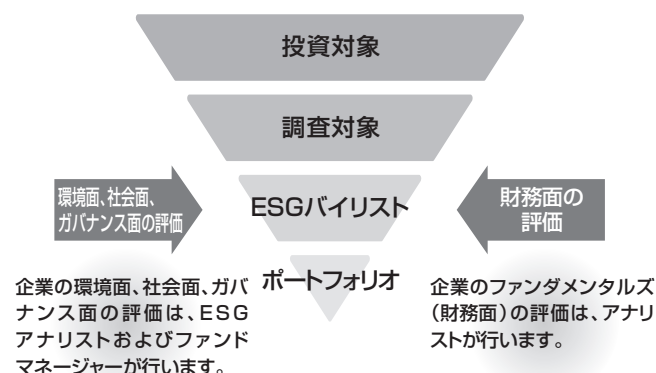 投資対象
調査対象
環境面、社会面、
ガバナンス面の評価
ESGバイリスト
財務面の
評価
ポートフォリオ
企業の環境面、社会面、ガバ
ナンス面の評価は、ESG
アナリストおよびファンド
マネージャーが行います。
企業のファンダメンタルズ
(財務面)の評価は、アナリ
ストが行います。